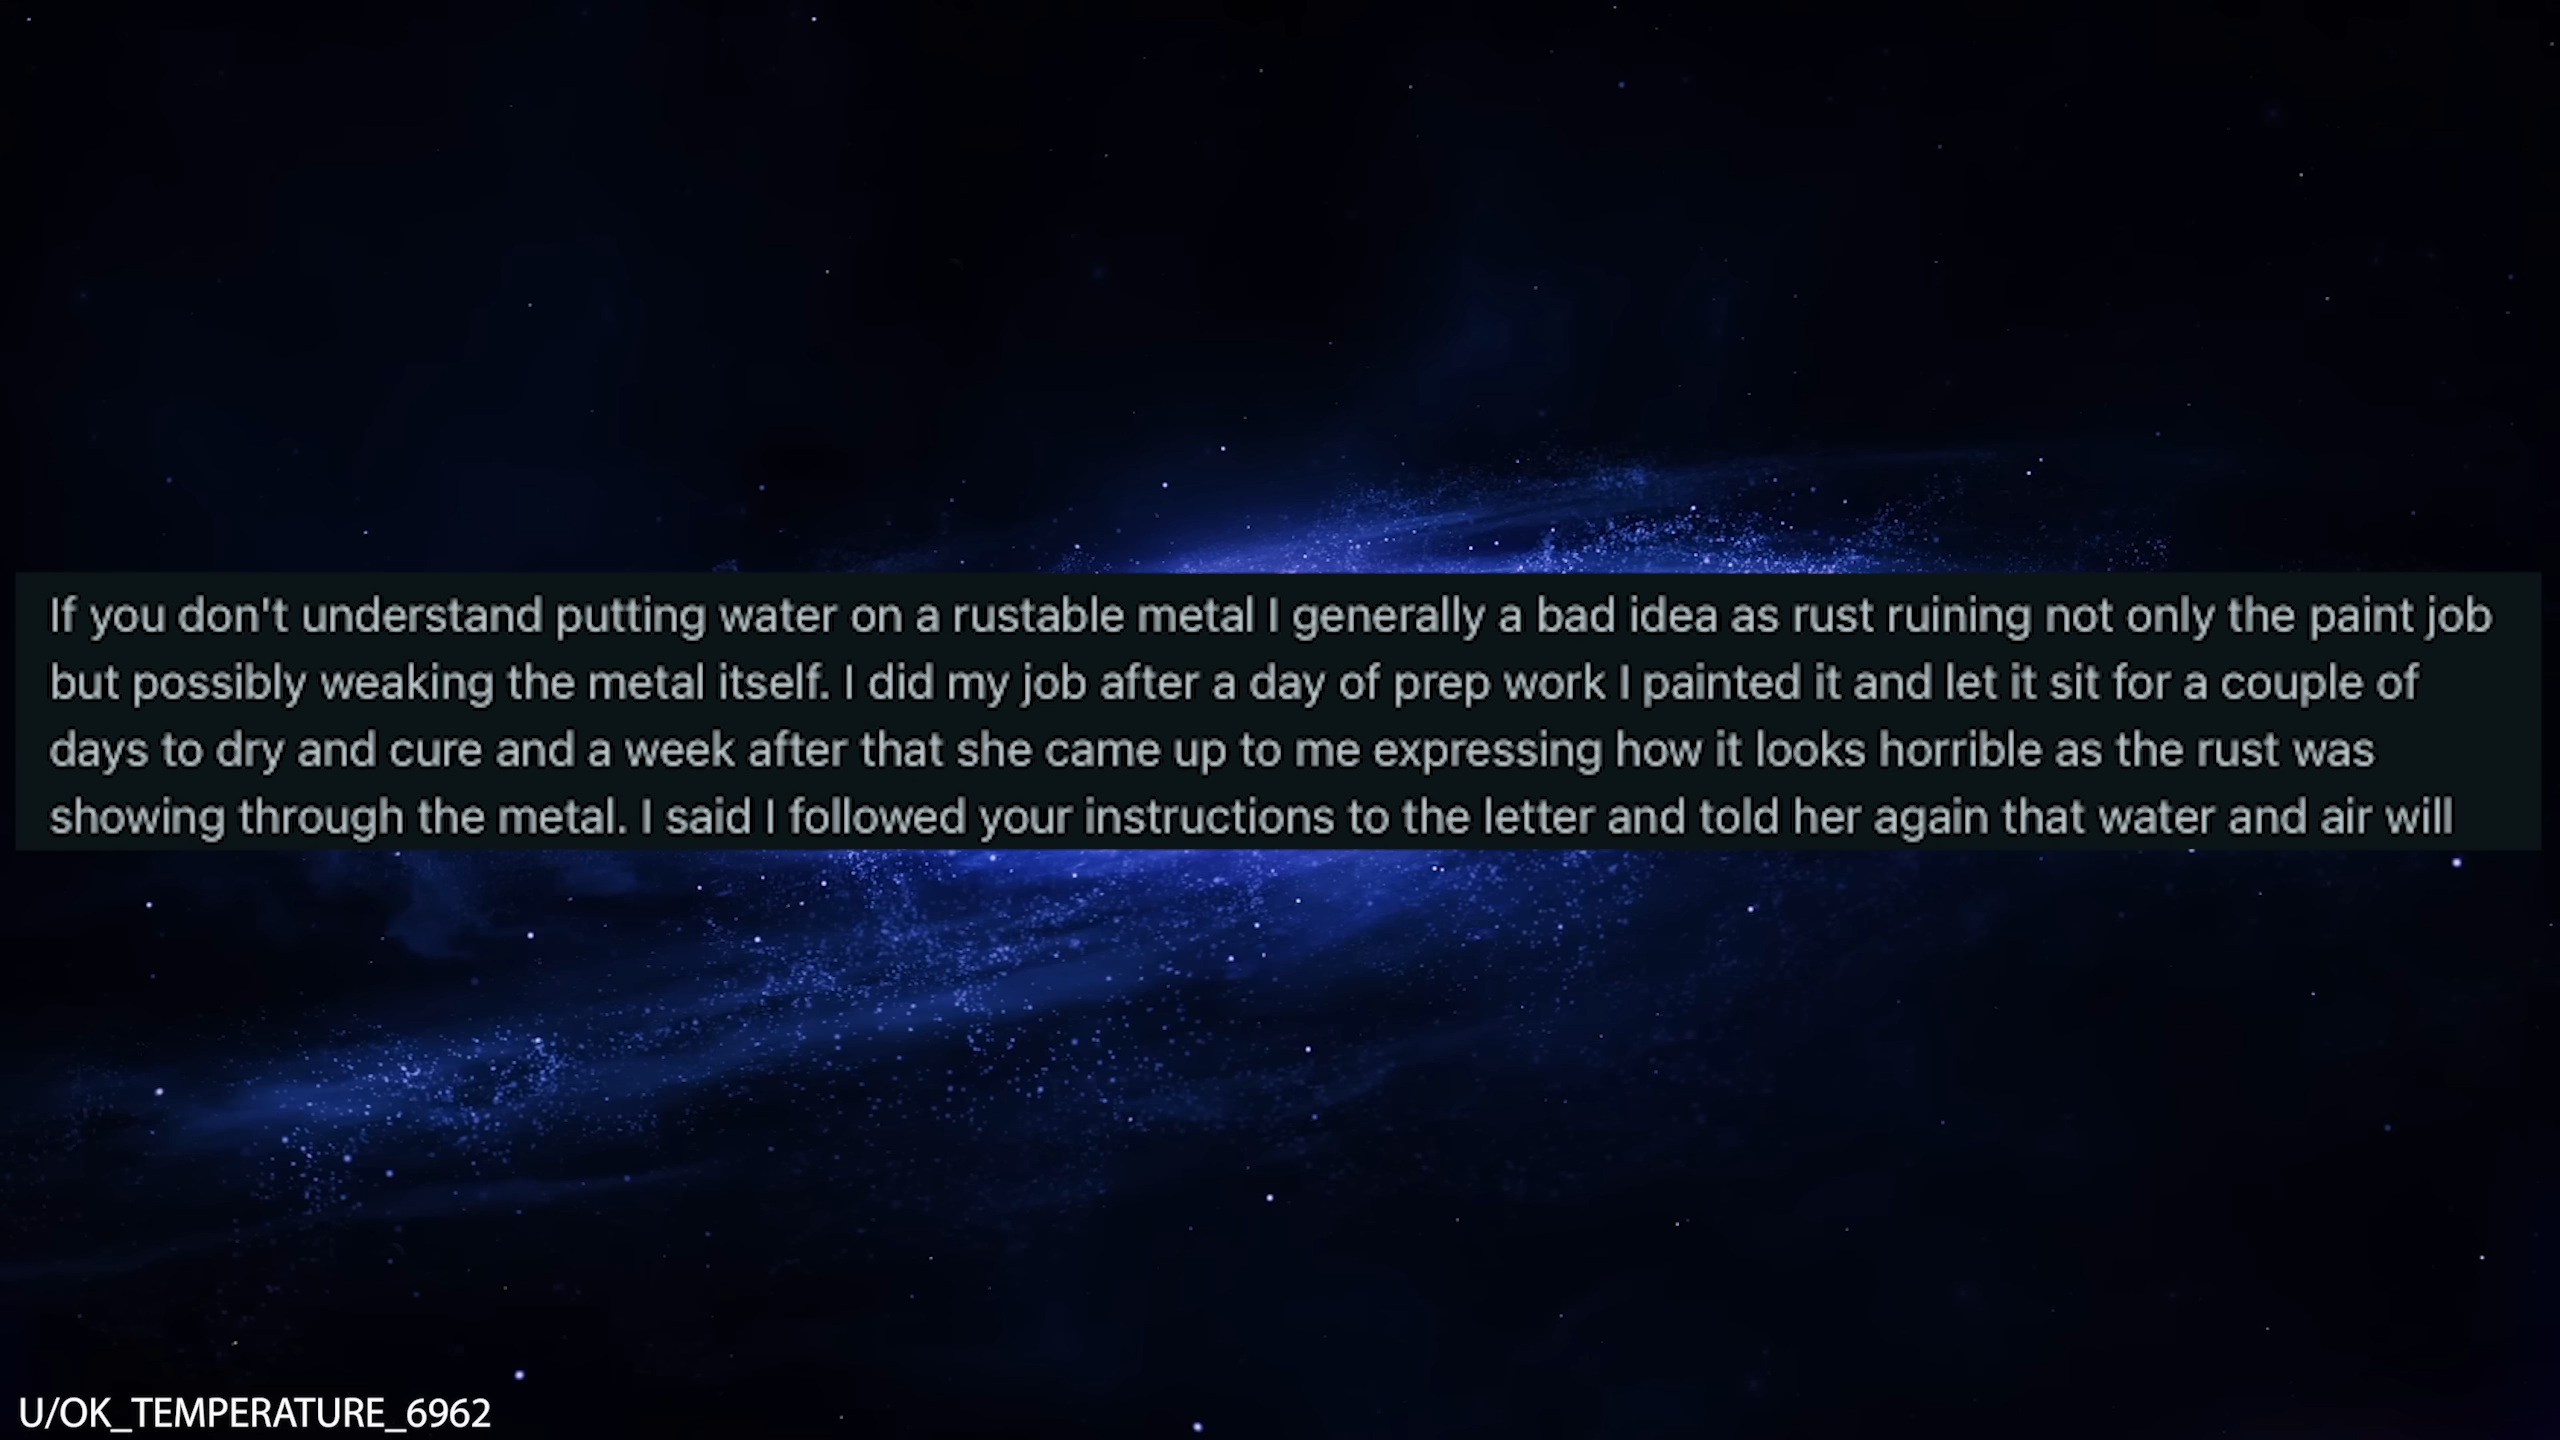 If you don't understand putting water on a rustable metal I generally a bad idea as rust ruining not only the paint job
but possibly weaking the metal itself. I did my job after a day of prep work I painted it and let it sit for a couple of
days to dry and cure and a week after that she came up to me expressing how it looks horrible as the rust was
showing through the metal. I said I followed your instructions to the letter and told her again that water and air will
U/OK_TEMPERATURE_6962